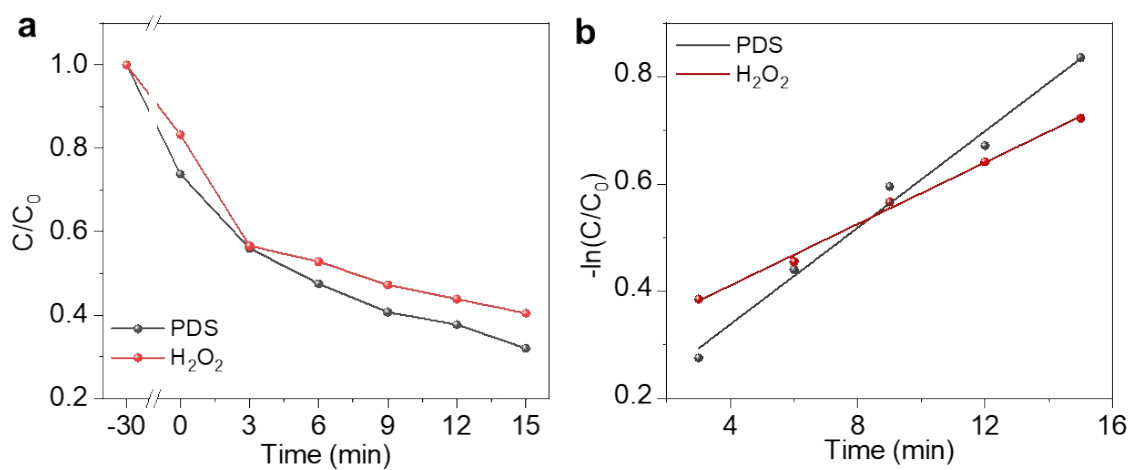 a
C/C₀
1.0
0.8
0.6
0.4
0.2
PDS
H₂O₂
-30 0 3 6 9 12 15
Time (min)
b
-ln(C/C₀)
0.8
0.6
0.4
0.2
PDS
H₂O₂
4 8 12 16
Time (min)